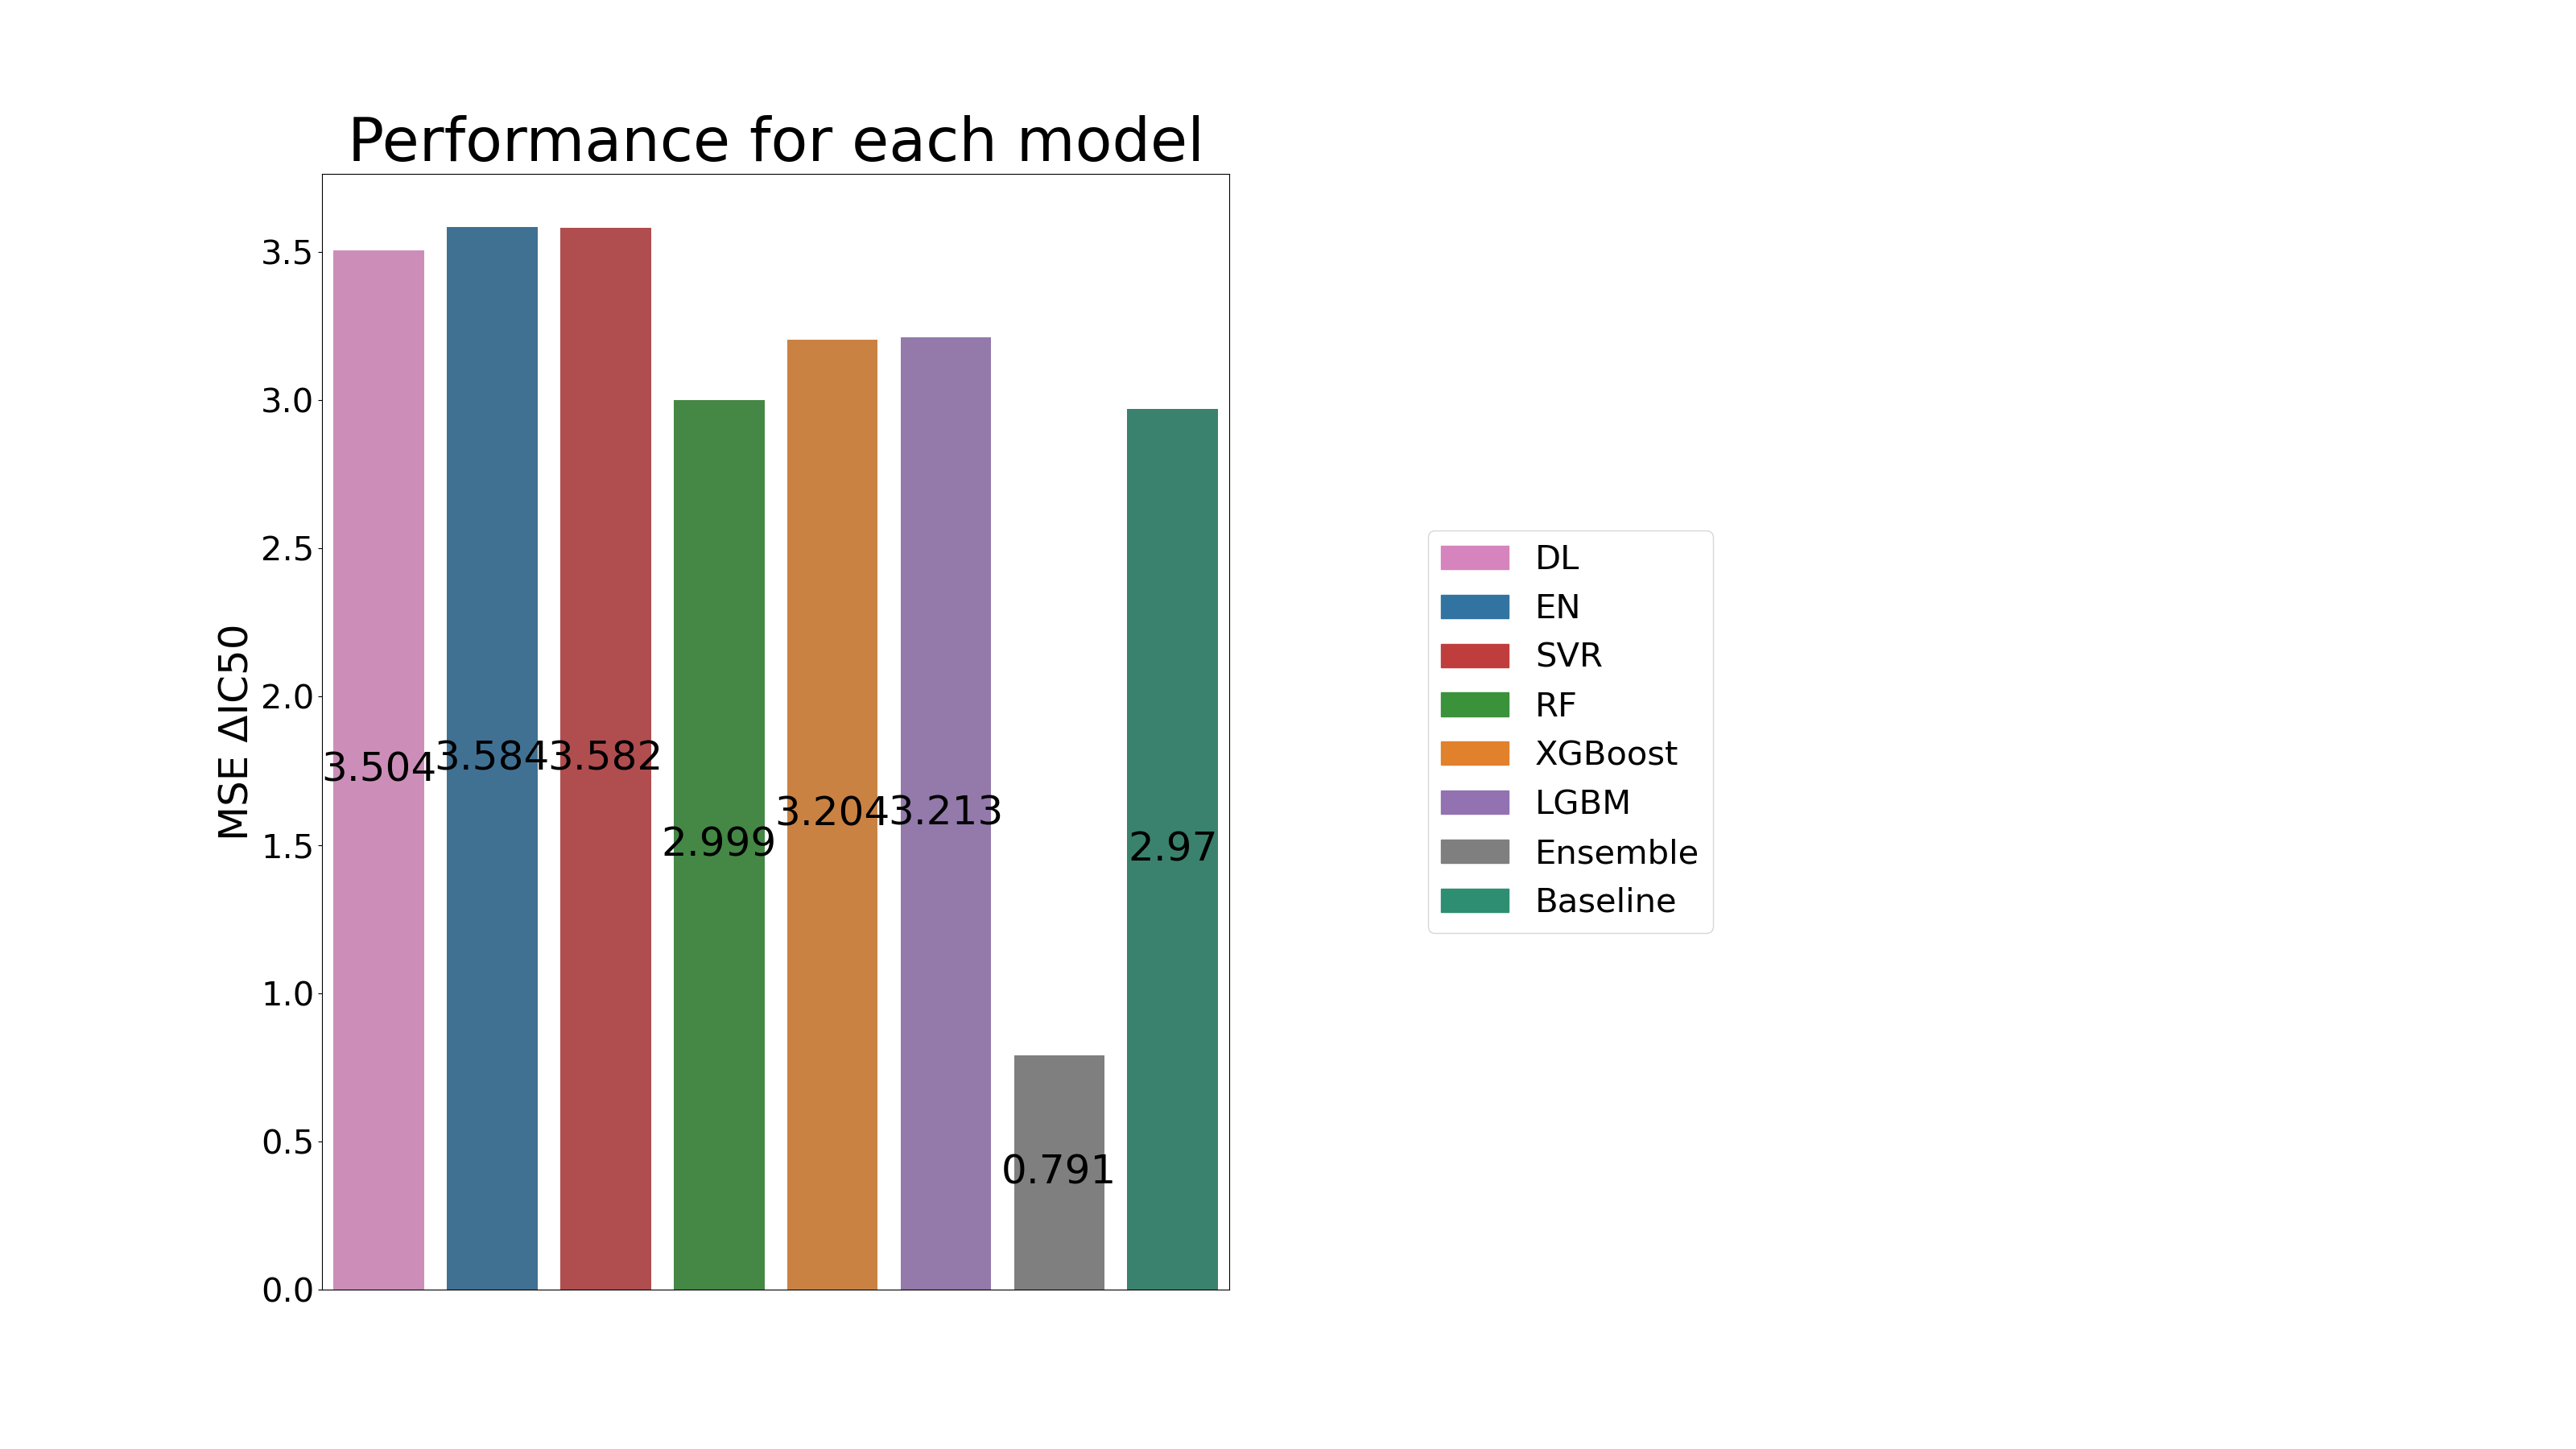 Performance for each model
MSE ΔIC50
3.5
3.0
2.5
2.0
1.5
1.0
0.5
0.0
3.504
3.584
3.582
2.999
3.204
3.213
0.791
2.97
DL
EN
SVR
RF
XGBoost
LGBM
Ensemble
Baseline